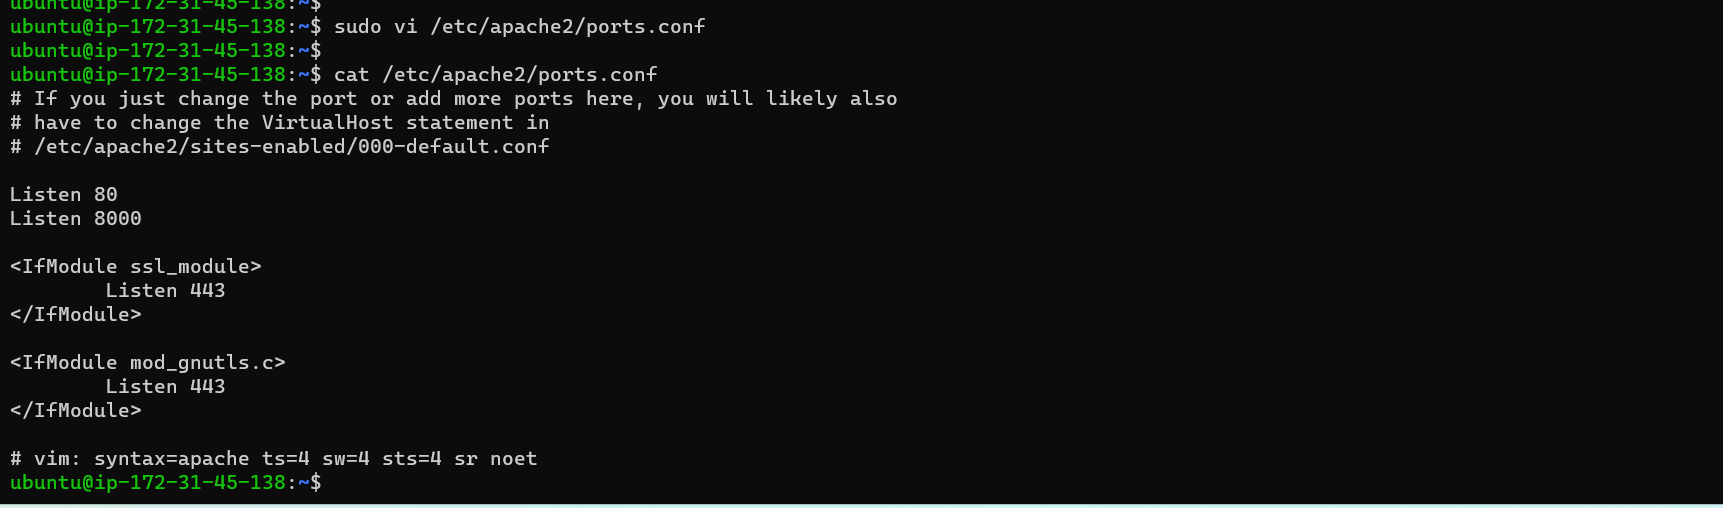 ubuntu@ip-172-31-45-138:~$
ubuntu@ip-172-31-45-138:~$ sudo vi /etc/apache2/ports.conf
ubuntu@ip-172-31-45-138:~$
ubuntu@ip-172-31-45-138:~$ cat /etc/apache2/ports.conf
# If you just change the port or add more ports here, you will likely also
# have to change the VirtualHost statement in
# /etc/apache2/sites-enabled/000-default.conf

Listen 80
Listen 8000

<IfModule ssl_module>
        Listen 443
</IfModule>

<IfModule mod_gnutls.c>
        Listen 443
</IfModule>

# vim: syntax=apache ts=4 sw=4 sts=4 sr noet
ubuntu@ip-172-31-45-138:~$